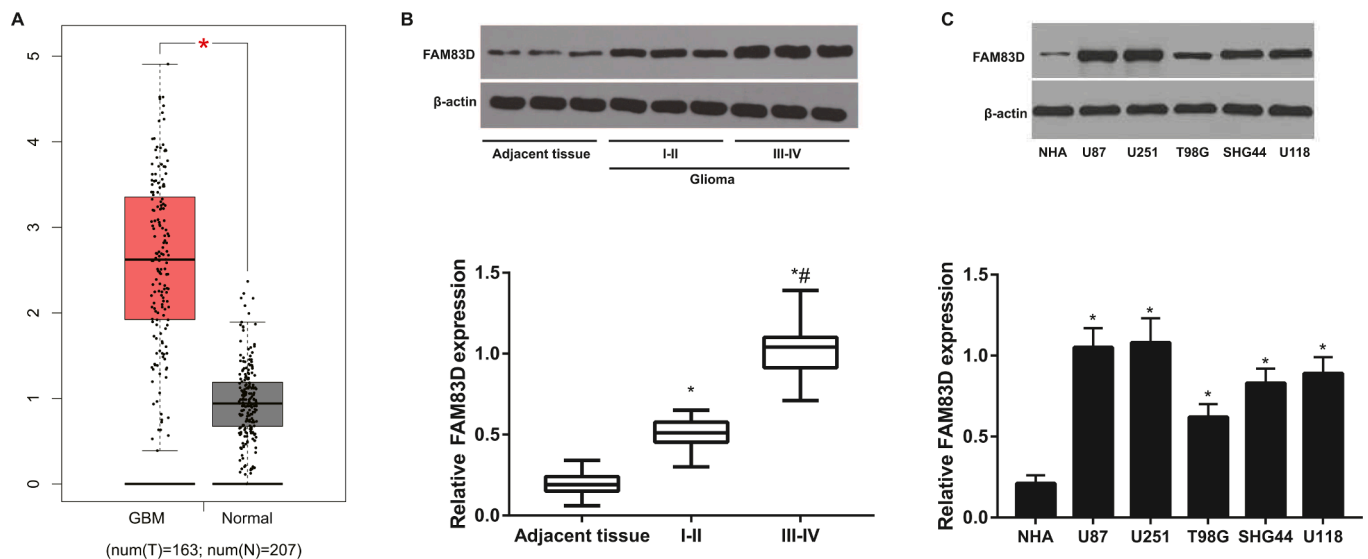 A
5
4
3
2
1
0
*
GBM Normal
(num(T)=163; num(N)=207)
B
FAM83D
β-actin
Adjacent tissue I-II III-IV
Glioma
Relative FAM83D expression
1.5
1.0
0.5
0.0
*
*#
Adjacent tissue I-II III-IV
C
FAM83D
β-actin
NHA U87 U251 T98G SHG44 U118
Relative FAM83D expression
1.5
1.0
0.5
0.0
* * * * *
NHA U87 U251 T98G SHG44 U118